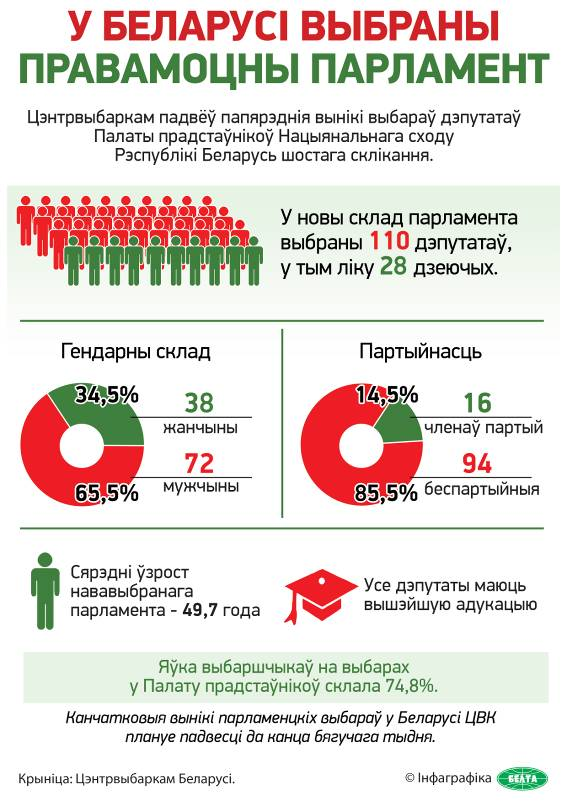 У БЕЛАРУСІ ВЫБРАНЫ
ПРАВАМОЦНЫ ПАРЛАМЕНТ
Цэнтрвыбаркам падвёў папярэднія вынікі выбараў дэпутатаў
Палаты прадстаўнікоў Нацыянальнага сходу
Рэспублікі Беларусь шостага склікання.
У новы склад парламента
выбраны 110 дэпутатаў,
у тым ліку 28 дзеючых.
Гендарны склад
34,5%
38
жанчыны
72
мужчыны
65,5%
Партыйнасць
14,5%
16
членаў партый
94
беспартыйныя
85,5%
Сярэдні ўзрост
нававыбранага
парламента - 49,7 года
Усе дэпутаты маюць
вышэйшую адукацыю
Яўка выбаршчыкаў на выбарах
у Палату прадстаўнікоў склала 74,8%.
Канчатковыя вынікі парламенцкіх выбараў у Беларусі ЦВК
плануе падвесці да канца бягучага тыдня.
Крыніца: Цэнтрвыбаркам Беларусі.
© Інфаграфіка
БЕЛТА